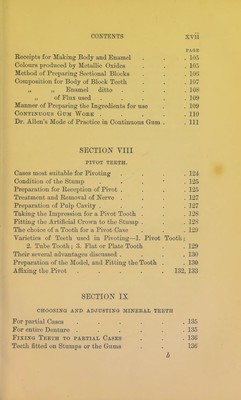 CONTENTS xvii
PAGE
Receipts for Making Body and Enamel . . . 105
Colours produced by Metallic Oxides . . . 105
Method of Preparing Sectional Blocks . . . 106
Composition for Body of Block Teeth . . . 107
„ „ Enamel ditto . . . . 108
„ of Flux used . . . . . 109
Manner of Preparing the Ingredients for use . . 109
CONTINUOUS GUM WORK . . . . . 110
Dr. Allen's Mode of Practice in Continuous Gum . . 111
SECTION VIII
PIVOT TEETH.
Cases most suitable for Pivoting . . . . 124
Condition of the Stump . . . . 125
Preparation for Reception of Pivot . . . . 125
Treatment and Removal of Nerve . . . . 127
Preparation of Pulp Cavity . . . . . 127
Taking the Impression for a Pivot Tooth . . . 128
Fitting the Artificial Crown to the Stump . . . 128
The choice of a Tooth for a Pivot Case . . . 129
Varieties of Teeth used in Pivoting—1. Pivot Tooth;
2. Tube Tooth; 3. Flat or Plate Tooth . . 129
Their several advantages discussed . . . . 130
Preparation of the Model, and Fitting the Tooth . . 130
Affixing the Pivot . . . . . 132, 133
SECTION IX
CHOOSING AND ADJUSTING MINERAL TEETH
For partial Cases . . . . . . 135
For entire Denture . . . . . . 135
FIXING TEETH TO PARTIAL CASES . . . 136
Teeth fitted on Stumps or the Gums . . . 136
b